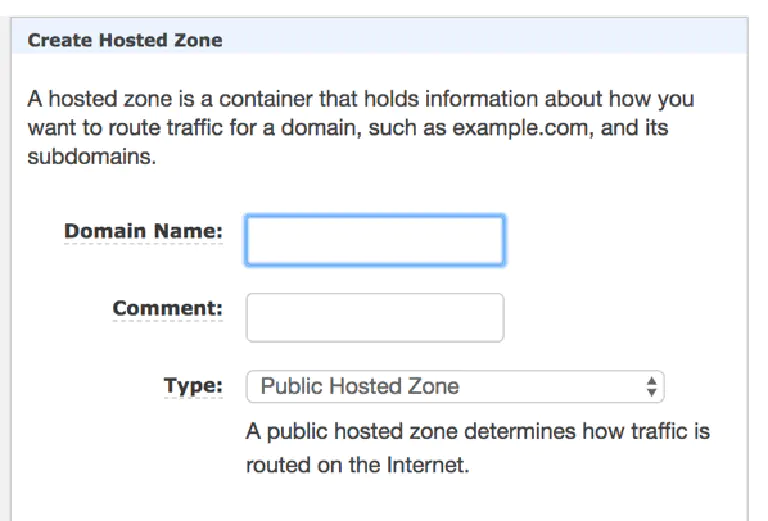 Create Hosted Zone
A hosted zone is a container that holds information about how you
want to route traffic for a domain, such as example.com, and its
subdomains.
Domain Name:
Comment:
Type: Public Hosted Zone
A public hosted zone determines how traffic is
routed on the Internet.